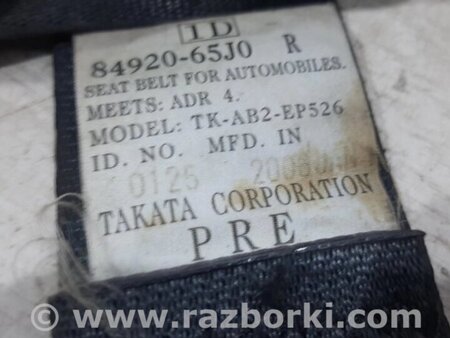 ID
84920-65J0 R
SEAT BELT FOR AUTOMOBILES.
MEETS: ADR 4.
MODEL: TK-AB2-EP526
ID. NO. MFD. IN
0125
TAKATA CORPORATION
PRE
© www.razborki.com